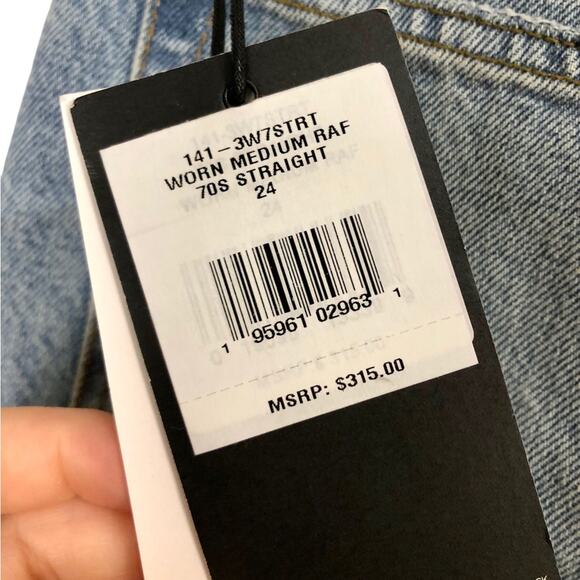 141-3W7STRT
WORN MEDIUM RAF
70S STRAIGHT
24
1 95961 02963 1
MSRP: $315.00